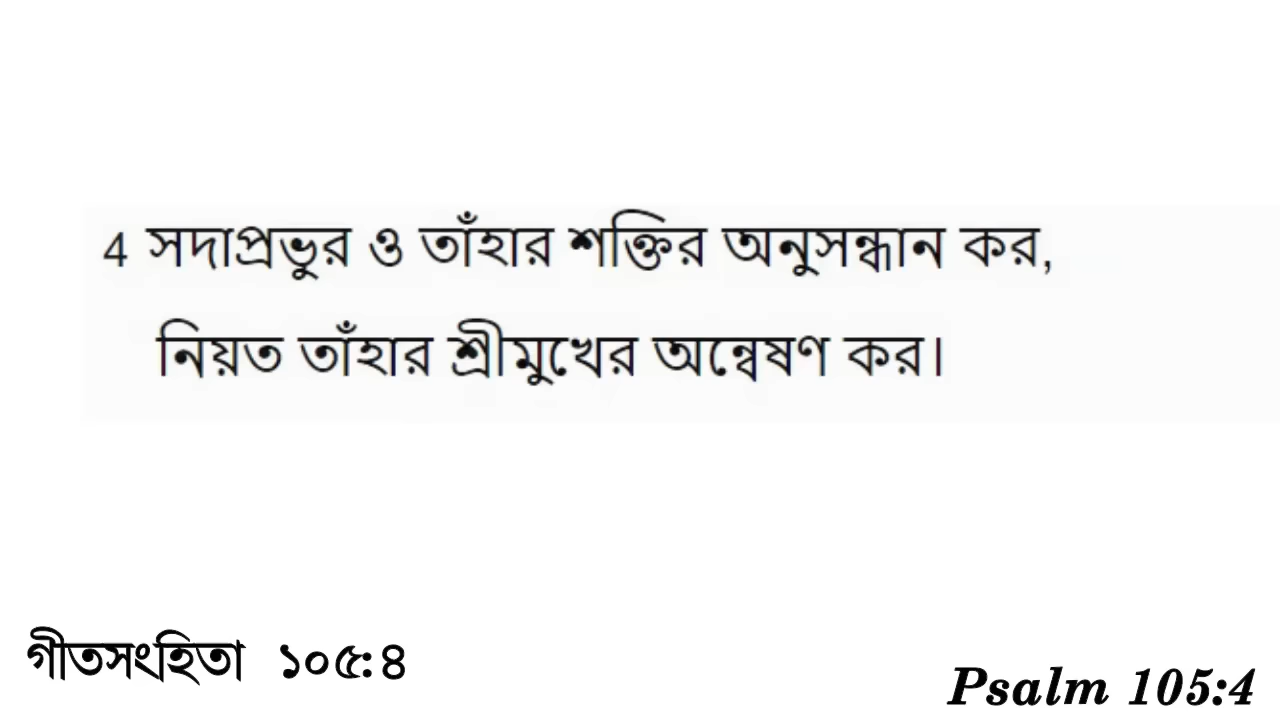 4 সদাপ্রভুর ও তাঁহার শক্তির অনুসন্ধান কর,
নিয়ত তাঁহার শ্রীমুখের অন্বেষণ কর।
গীতসংহিতা ১০৫:৪
Psalm 105:4